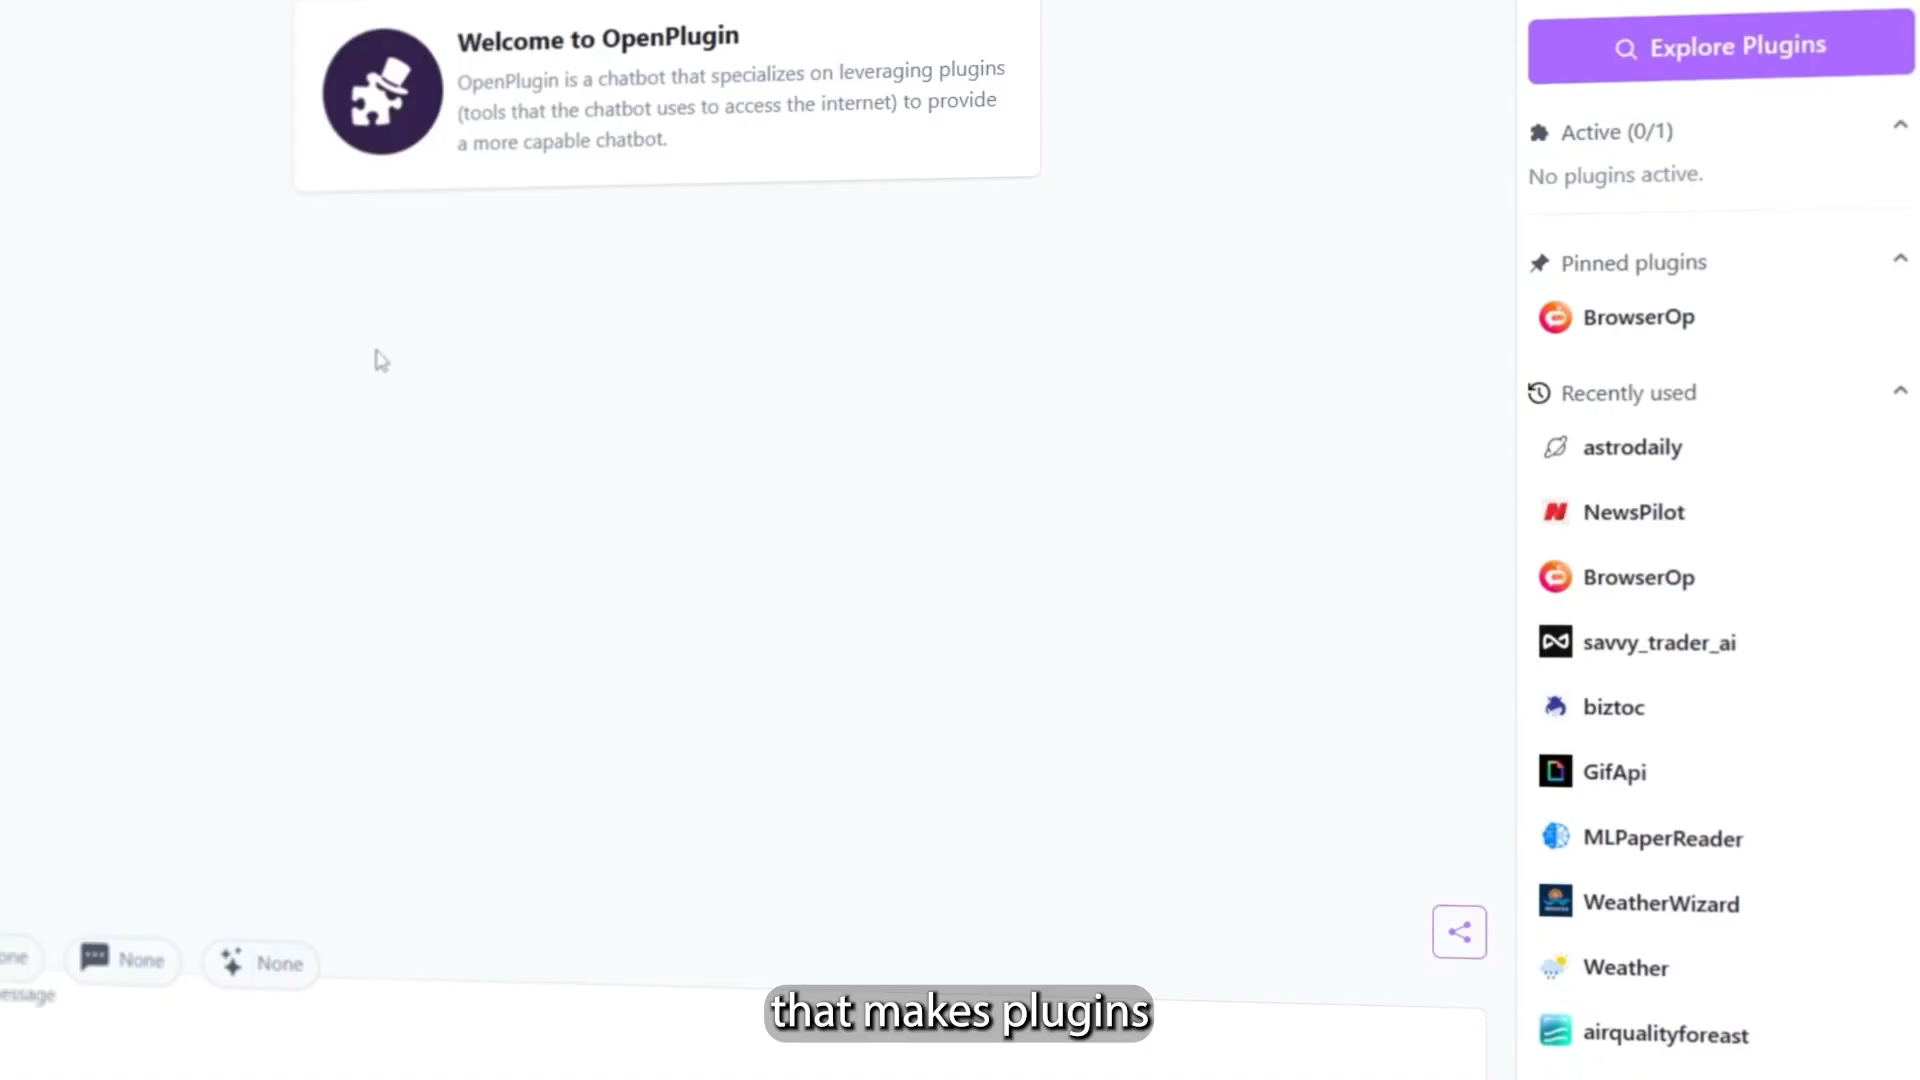 Welcome to OpenPlugin
OpenPlugin is a chatbot that specializes on leveraging plugins
(tools that the chatbot uses to access the internet) to provide
a more capable chatbot.
Explore Plugins
Active (0/1)
No plugins active.
Pinned plugins
BrowserOp
Recently used
astrodaily
NewsPilot
BrowserOp
savvy_trader_ai
biztoc
GifApi
MLPaperReader
WeatherWizard
Weather
airqualityforeast
one
None
None
essage
that makes plugins